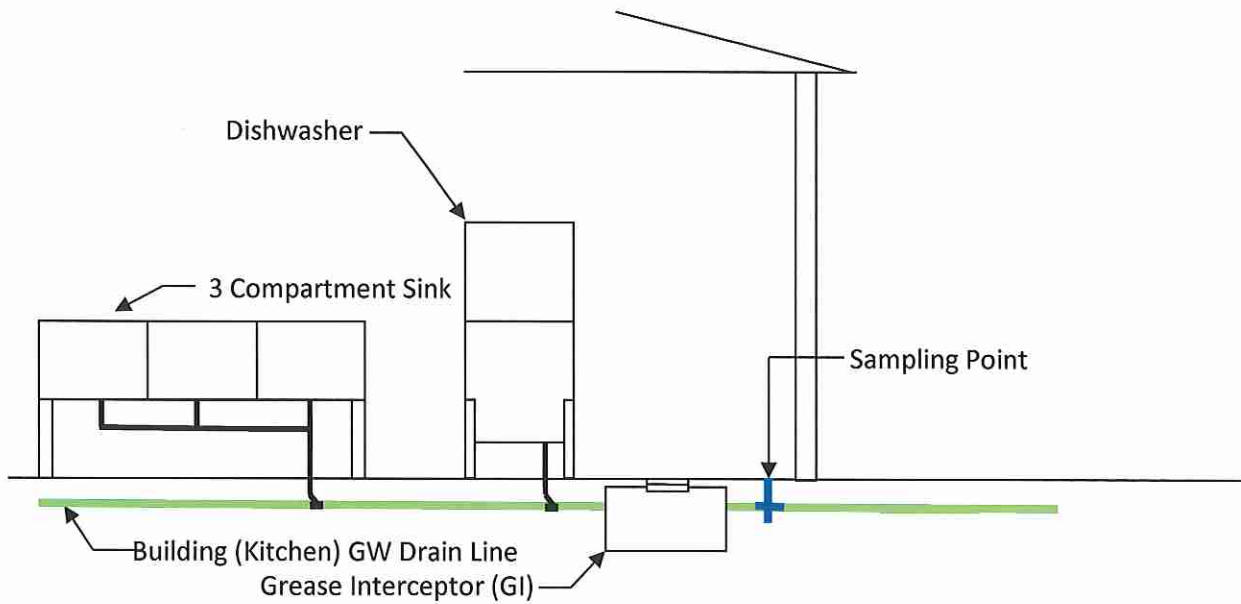 Dishwasher
3 Compartment Sink
Sampling Point
Building (Kitchen) GW Drain Line
Grease Interceptor (GI)